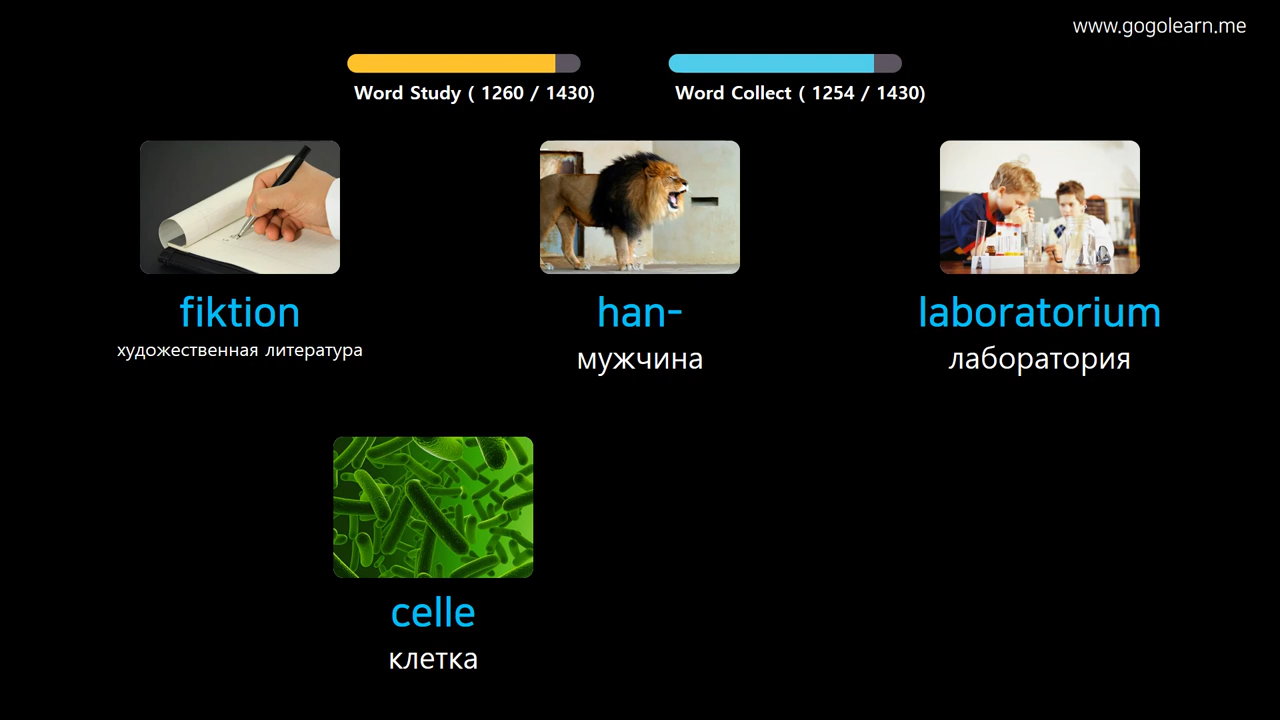 www.gogolearn.me
Word Study ( 1260 / 1430)
Word Collect ( 1254 / 1430)
fiktion
художественная литература
han-
мужчина
laboratorium
лаборатория
celle
клетка